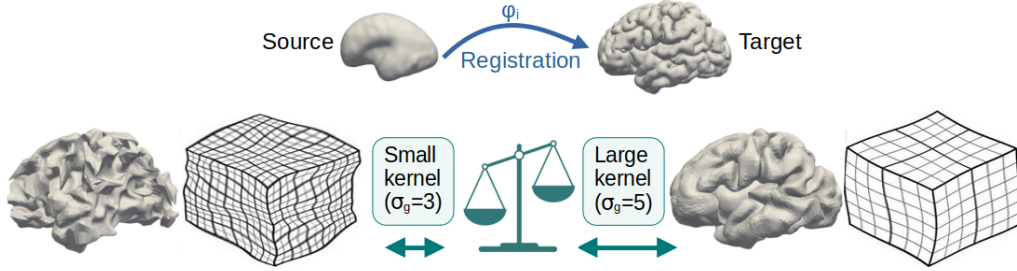 φi
Source
Target
Registration
Small
kernel
(σg=3)
Large
kernel
(σg=5)